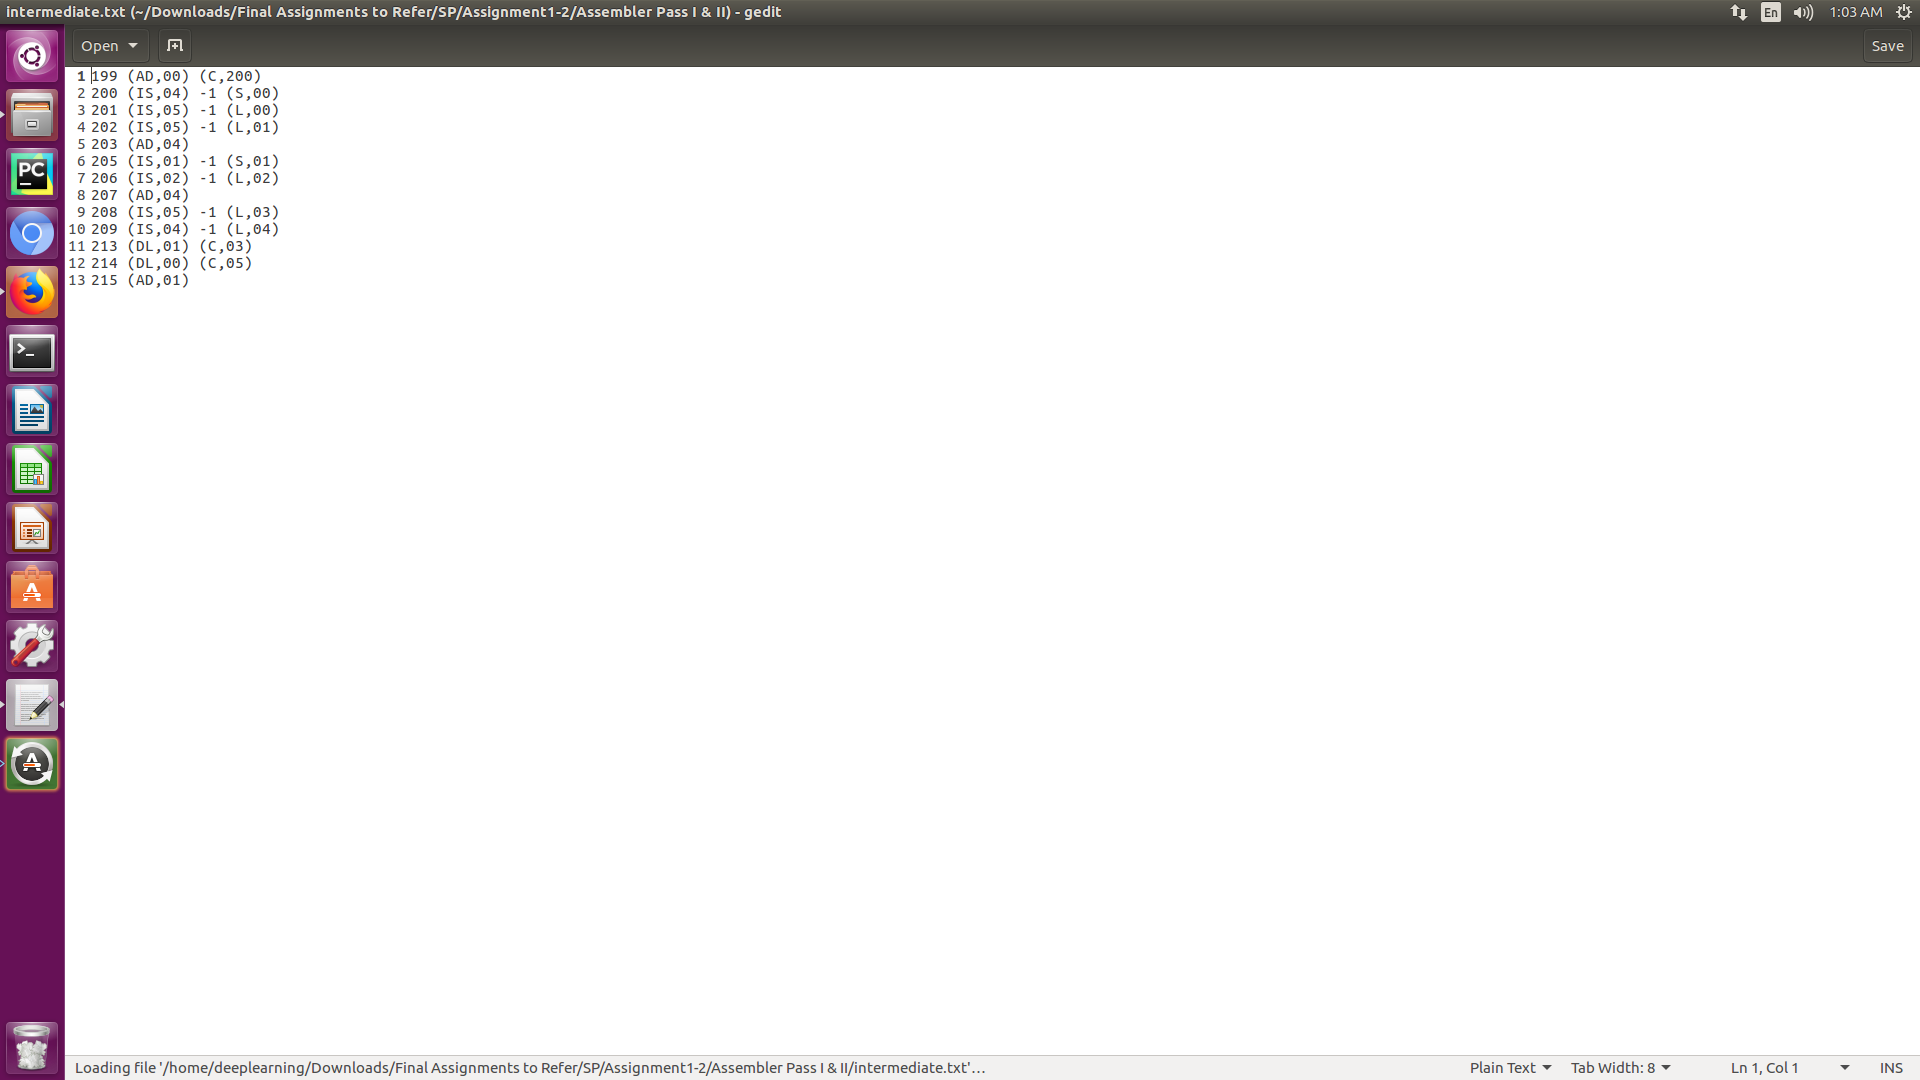 intermediate.txt (~/Downloads/Final Assignments to Refer/SP/Assignment1-2/Assembler Pass I & II) - gedit
En
1:03 AM
Open
Save
1 199 (AD,00) (C,200)
2 200 (IS,04) -1 (S,00)
3 201 (IS,05) -1 (L,00)
4 202 (IS,05) -1 (L,01)
5 203 (AD,04)
6 205 (IS,01) -1 (S,01)
7 206 (IS,02) -1 (L,02)
8 207 (AD,04)
9 208 (IS,05) -1 (L,03)
10 209 (IS,04) -1 (L,04)
11 213 (DL,01) (C,03)
12 214 (DL,00) (C,05)
13 215 (AD,01)
PC
Loading file '/home/deeplearning/Downloads/Final Assignments to Refer/SP/Assignment1-2/Assembler Pass I & II/intermediate.txt'…
Plain Text
Tab Width: 8
Ln 1, Col 1
INS